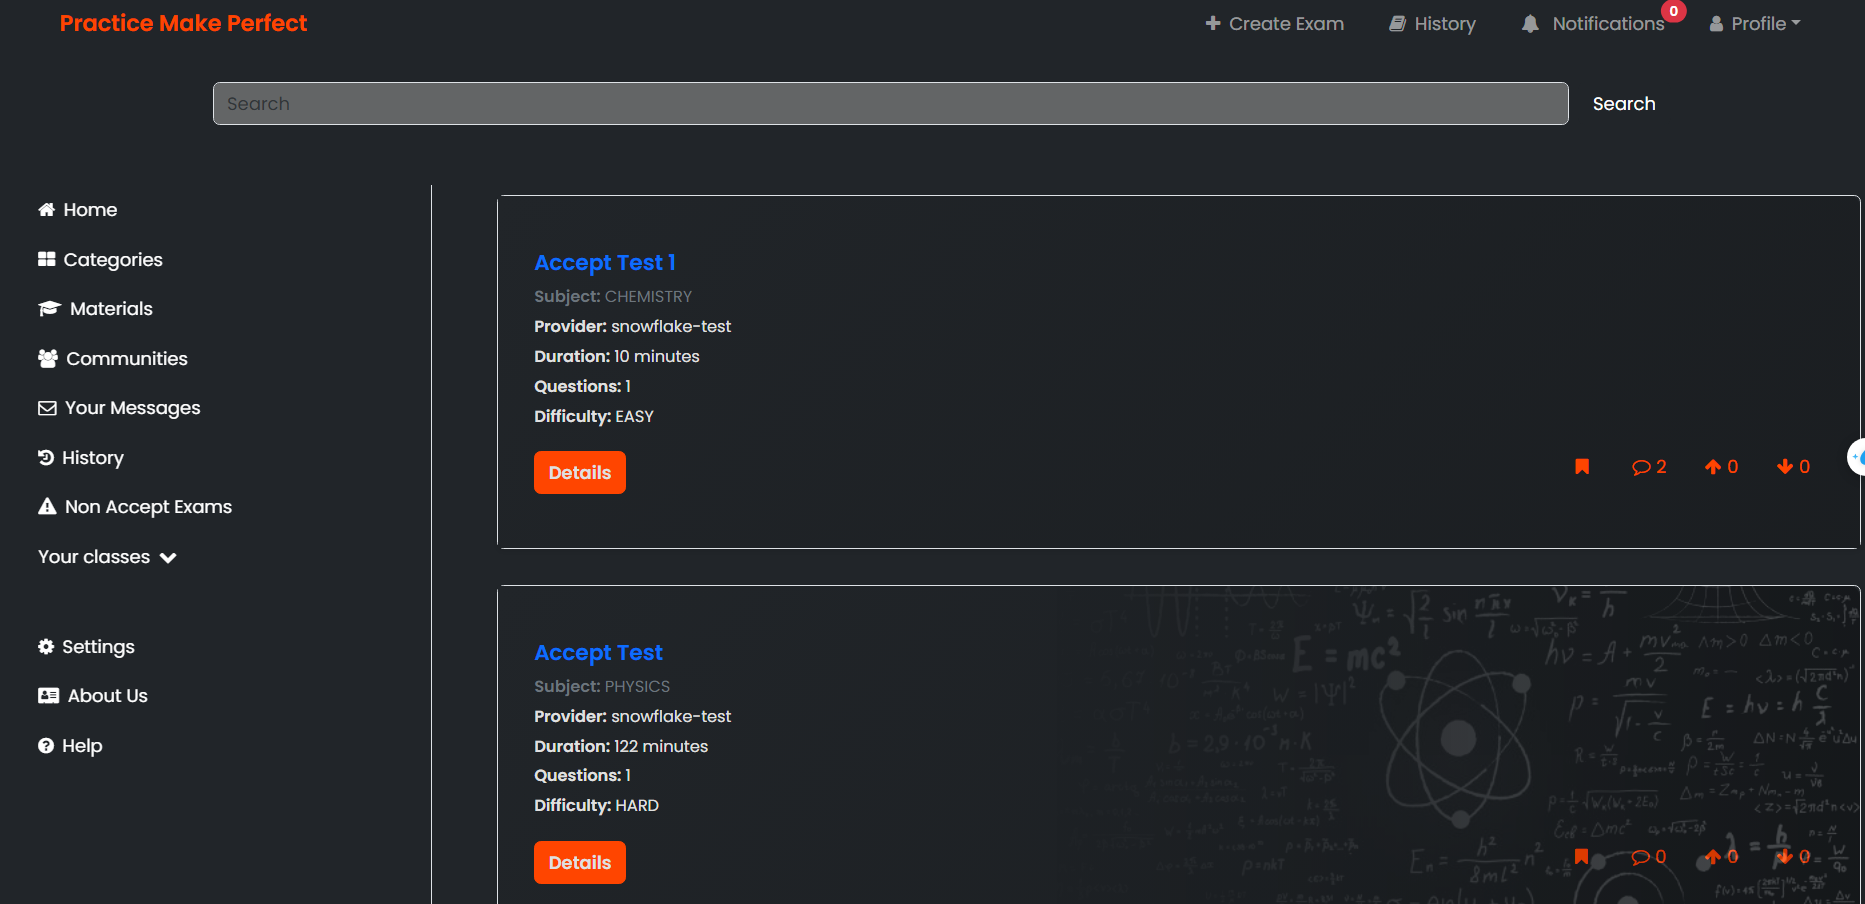 Practice Make Perfect
Create Exam
History
Notifications
0
Profile
Search
Search
Home
Categories
Materials
Communities
Your Messages
History
Non Accept Exams
Your classes
Settings
About Us
Help
Accept Test 1
Subject: CHEMISTRY
Provider: snowflake-test
Duration: 10 minutes
Questions: 1
Difficulty: EASY
Details
2
0
0
Accept Test
Subject: PHYSICS
Provider: snowflake-test
Duration: 122 minutes
Questions: 1
Difficulty: HARD
Details
0
0
0
E = mc²